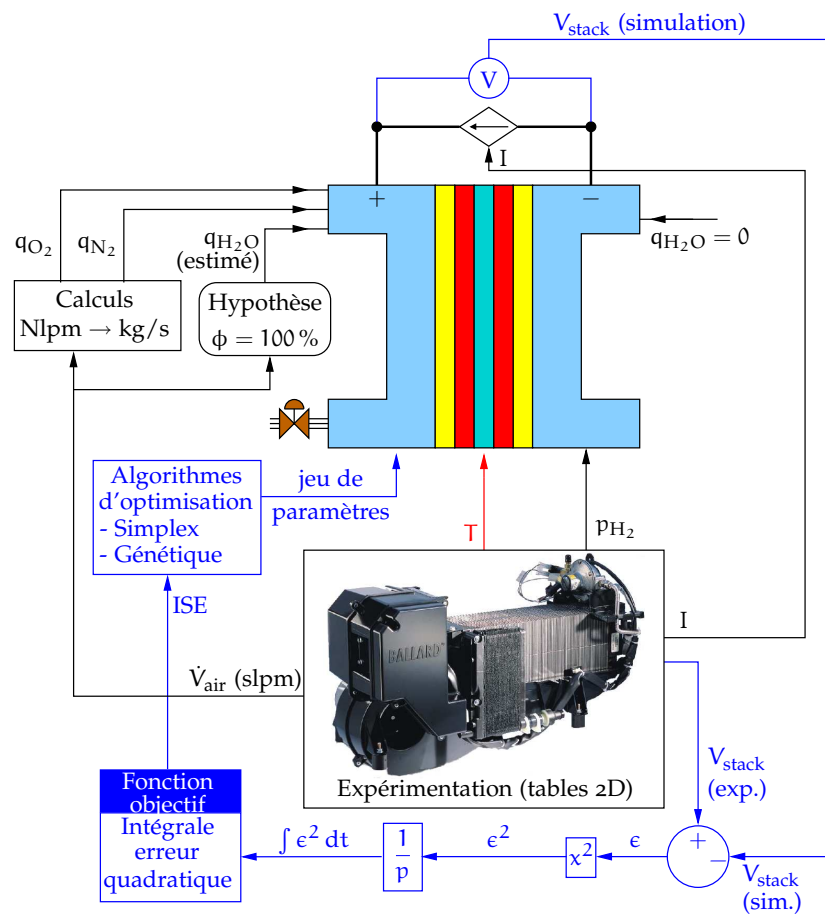 V_stack (simulation)
V
I
+
−
q_O₂
q_N₂
q_H₂O
(estimé)
q_H₂O = 0
Calculs
Nlpm → kg/s
Hypothèse
ϕ = 100 %
Algorithmes
d'optimisation
- Simplex
- Génétique
jeu de
paramètres
T
p_H₂
ISE
I
BALLARD
V̇_air (slpm)
Expérimentation (tables 2D)
V_stack
(exp.)
Fonction
objectif
Intégrale
erreur
quadratique
∫ ϵ² dt
1/p
ϵ²
x²
ϵ
+
−
V_stack
(sim.)